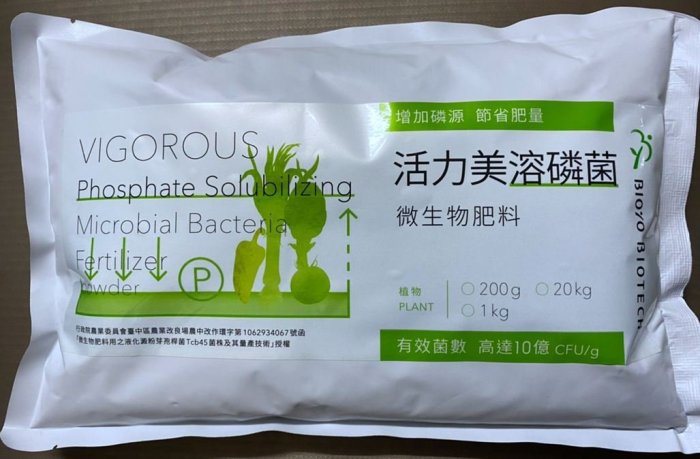 VIGOROUS
Phosphate Solubilizing
Microbial Bacteria
Fertilizer
powder
P
行政院農業委員會臺中區農業改良場農中改作環字第1062934067號函
「微生物肥料用之液化澱粉芽孢桿菌Tcb45菌株及其量產技術」授權
增加磷源 節省肥量
活力美溶磷菌
微生物肥料
植物 200g 20kg
PLANT 1kg
有效菌數 高達10億 CFU/g
BIOYO BIOTECH